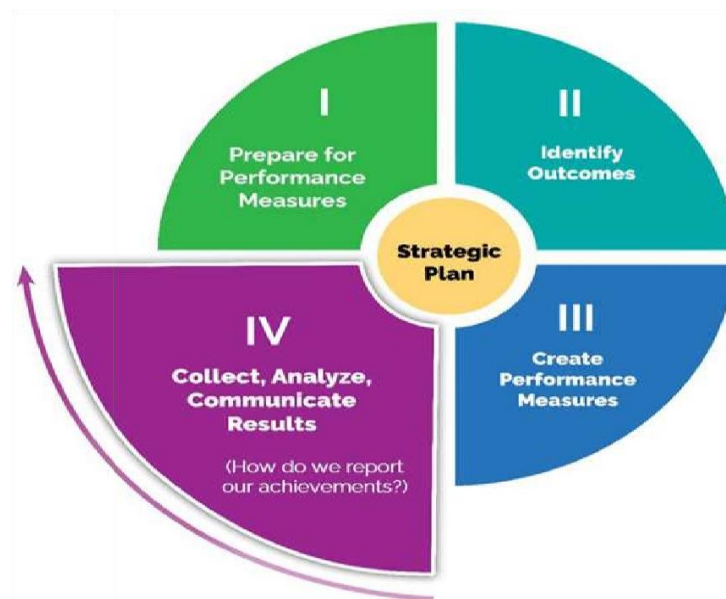 I
Prepare for
Performance
Measures
II
Identify
Outcomes
Strategic
Plan
III
Create
Performance
Measures
IV
Collect, Analyze,
Communicate
Results
(How do we report
our achievements?)